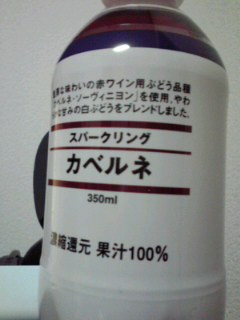 厚な味わいの赤ワイン用ぶどう品種
カベルネ・ソーヴィニヨン」を使用。やわ
な甘みの白ぶどうをブレンドしました。
スパークリング
カベルネ
350ml
濃縮還元 果汁100%